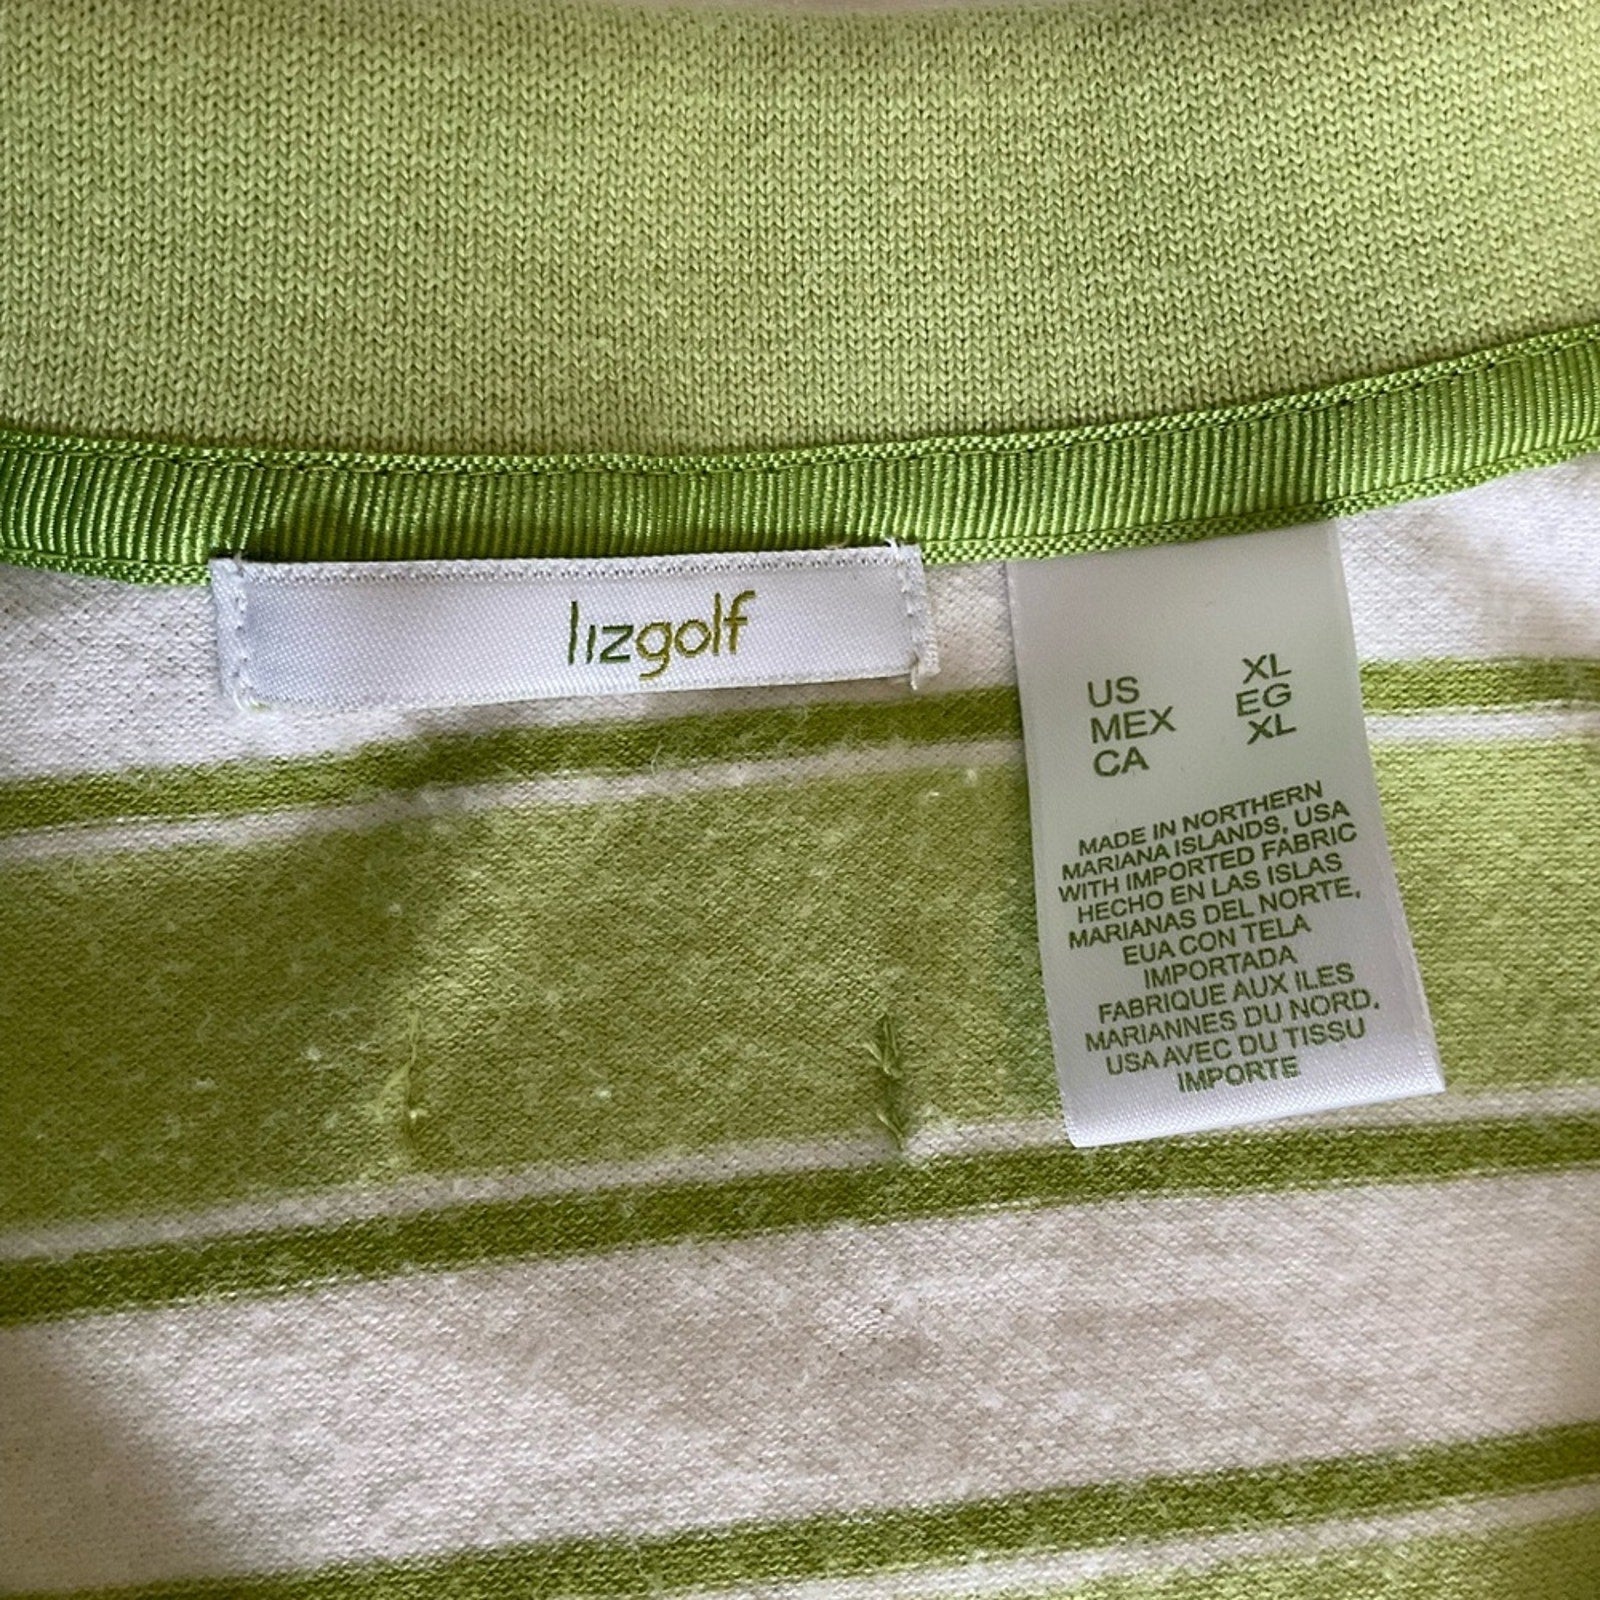 lizgolf
US XL
MEX EG
CA XL
MADE IN NORTHERN
MARIANA ISLANDS, USA
WITH IMPORTED FABRIC
HECHO EN LAS ISLAS
MARIANAS DEL NORTE,
EUA CON TELA
IMPORTADA
FABRIQUE AUX ILES
MARIANNES DU NORD.
USA AVEC DU TISSU
IMPORTE